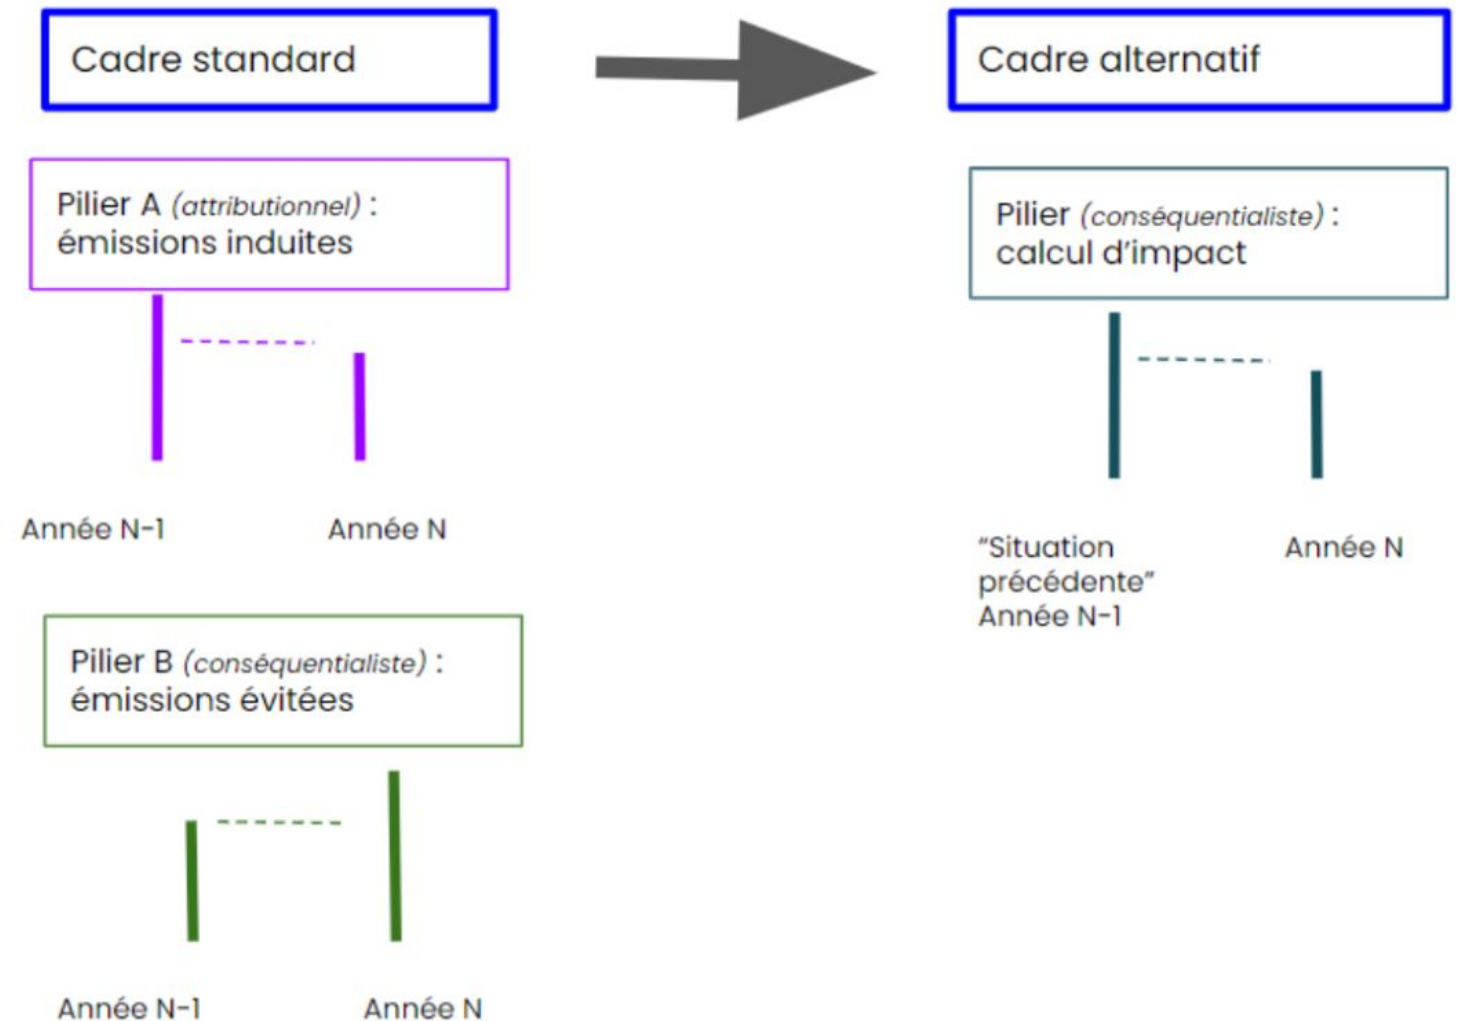 Cadre standard
Cadre alternatif
Pilier A (attributionnel) :
émissions induites
Année N-1
Année N
Pilier B (conséquentialiste) :
émissions évitées
Année N-1
Année N
Pilier (conséquentialiste) :
calcul d’impact
“Situation
précédente”
Année N-1
Année N